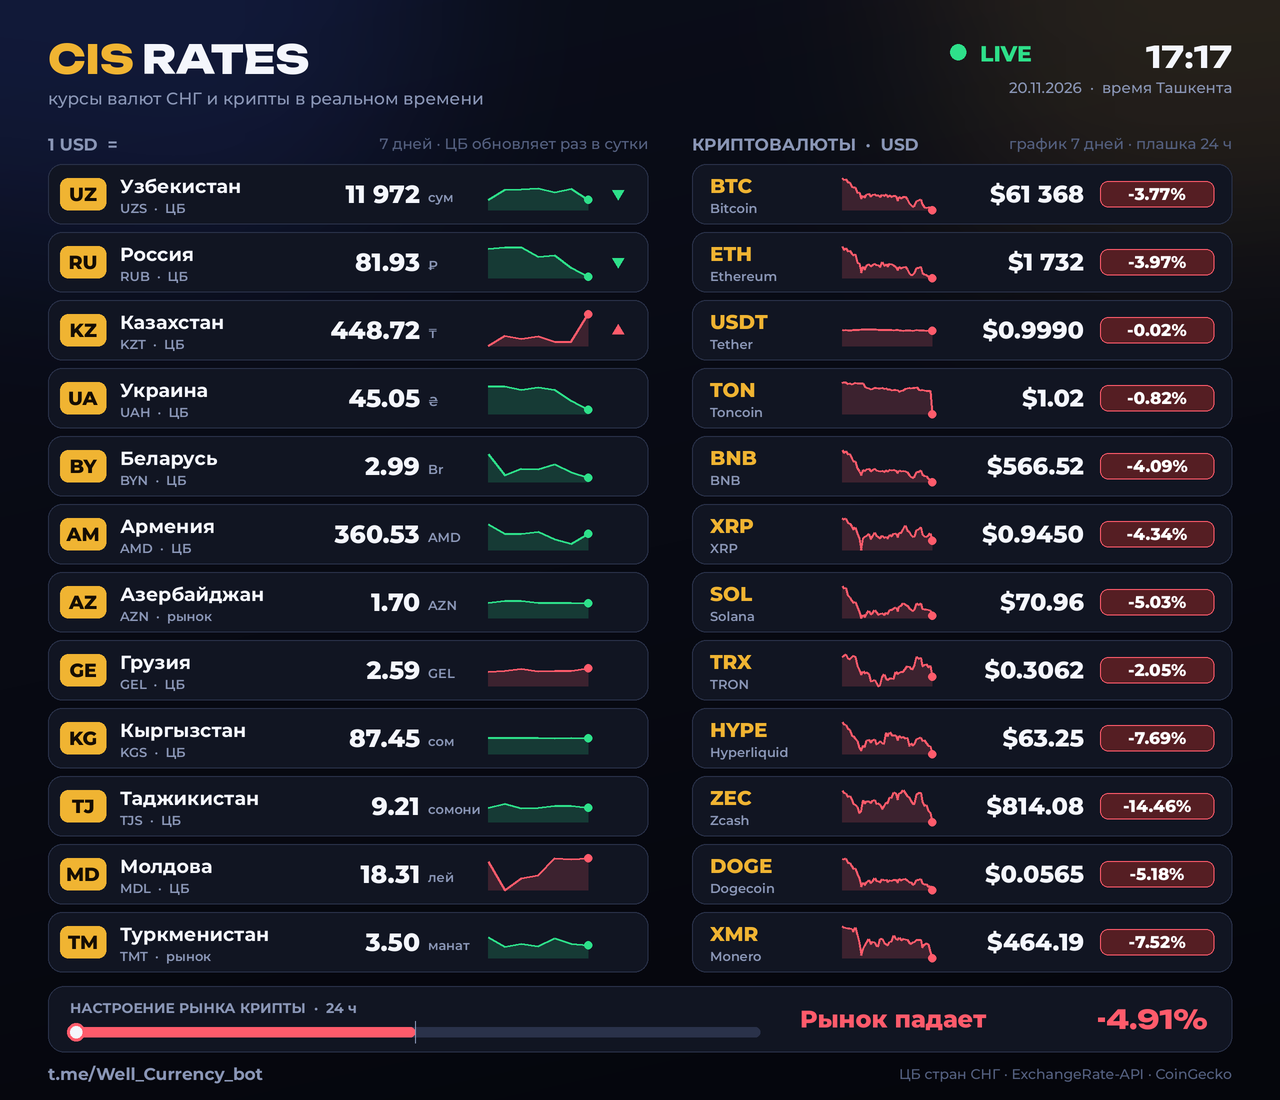 CIS RATES
курсы валют СНГ и крипты в реальном времени
LIVE
17:17
20.11.2026 · время Ташкента
1 USD =
7 дней · ЦБ обновляет раз в сутки
UZ Узбекистан 11 972 сум
UZS · ЦБ
RU Россия 81.93 ₽
RUB · ЦБ
KZ Казахстан 448.72 ₸
KZT · ЦБ
UA Украина 45.05 ₴
UAH · ЦБ
BY Беларусь 2.99 Br
BYN · ЦБ
AM Армения 360.53 AMD
AMD · ЦБ
AZ Азербайджан 1.70 AZN
AZN · рынок
GE Грузия 2.59 GEL
GEL · ЦБ
KG Кыргызстан 87.45 сом
KGS · ЦБ
TJ Таджикистан 9.21 сомони
TJS · ЦБ
MD Молдова 18.31 лей
MDL · ЦБ
TM Туркменистан 3.50 манат
TMT · рынок
КРИПТОВАЛЮТЫ · USD
график 7 дней · плашка 24 ч
BTC $61 368 -3.77%
Bitcoin
ETH $1 732 -3.97%
Ethereum
USDT $0.9990 -0.02%
Tether
TON $1.02 -0.82%
Toncoin
BNB $566.52 -4.09%
BNB
XRP $0.9450 -4.34%
XRP
SOL $70.96 -5.03%
Solana
TRX $0.3062 -2.05%
TRON
HYPE $63.25 -7.69%
Hyperliquid
ZEC $814.08 -14.46%
Zcash
DOGE $0.0565 -5.18%
Dogecoin
XMR $464.19 -7.52%
Monero
НАСТРОЕНИЕ РЫНКА КРИПТЫ · 24 ч
Рынок падает
-4.91%
t.me/Well_Currency_bot
ЦБ стран СНГ · ExchangeRate-API · CoinGecko